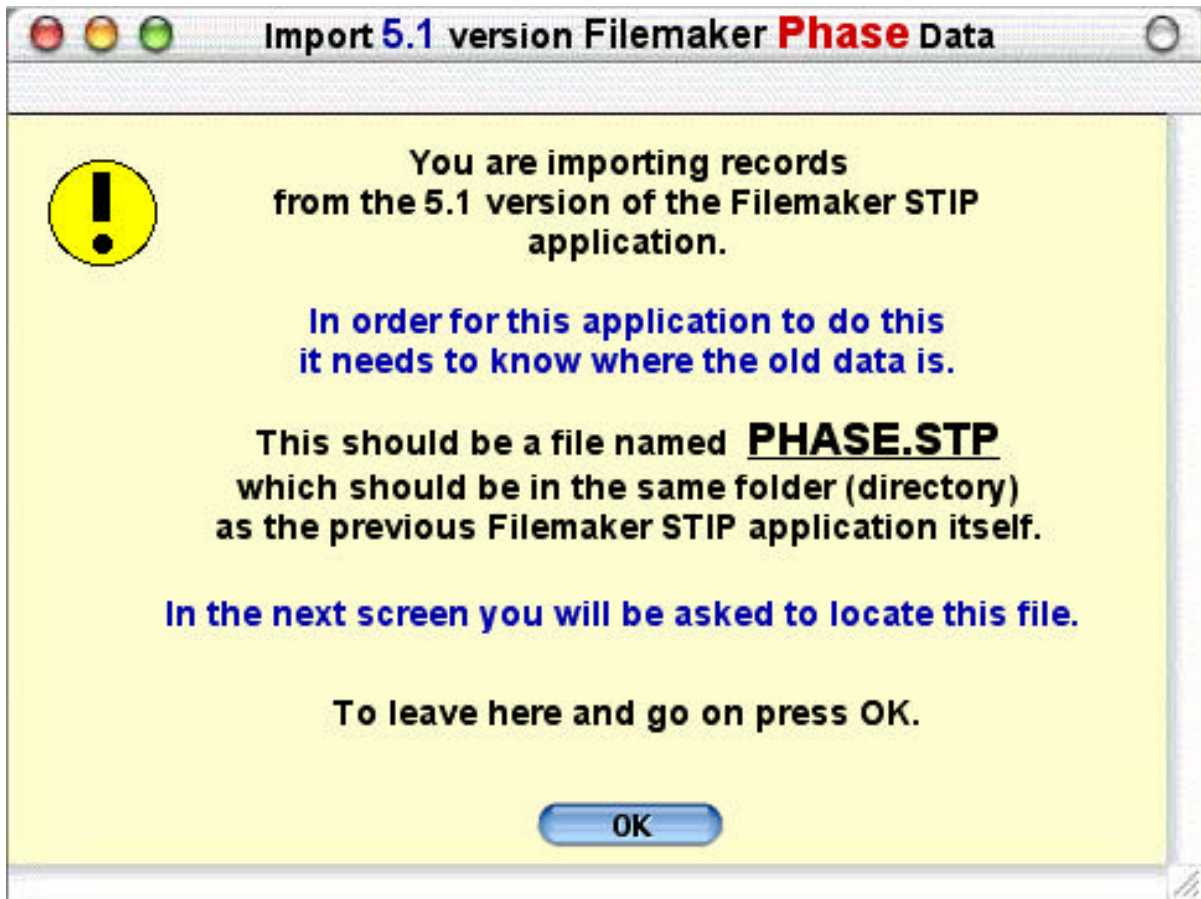 Import 5.1 version Filemaker Phase Data
You are importing records
from the 5.1 version of the Filemaker STIP
application.
In order for this application to do this
it needs to know where the old data is.
This should be a file named PHASE.STP
which should be in the same folder (directory)
as the previous Filemaker STIP application itself.
In the next screen you will be asked to locate this file.
To leave here and go on press OK.
OK